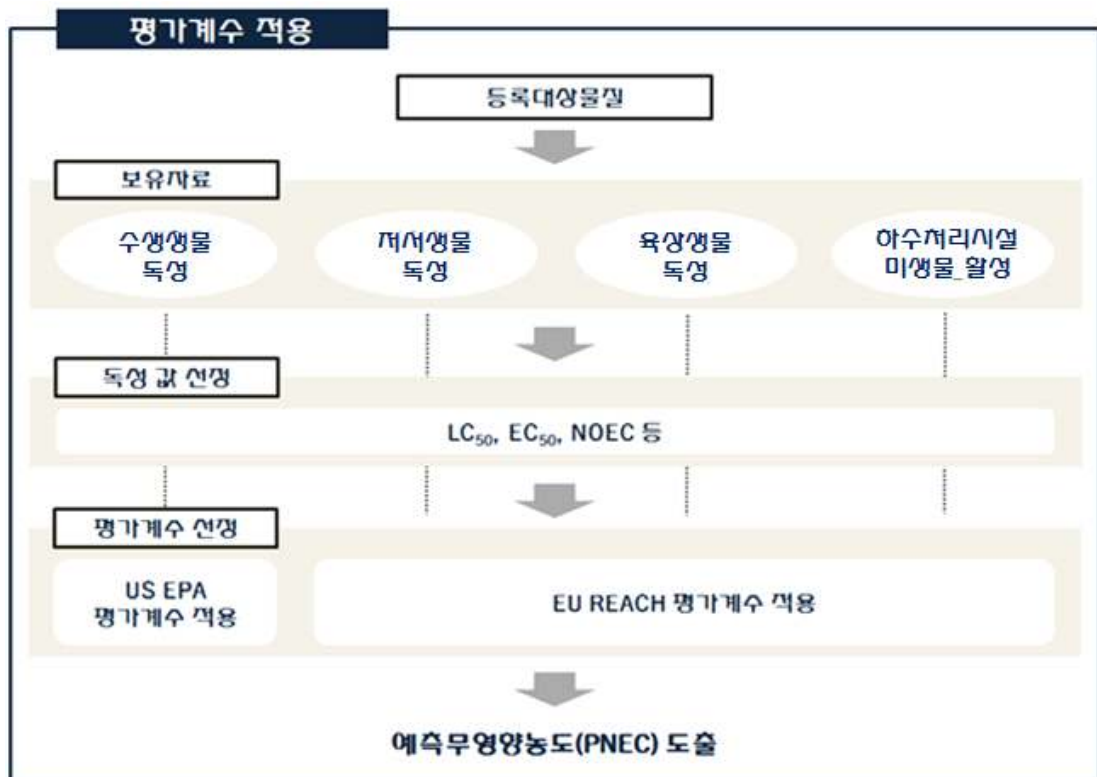 평가계수 적용
등록대상물질
보유자료
수생생물
독성
저서생물
독성
육상생물
독성
하수처리시설
미생물_활성
독성 값 선정
LC50, EC50, NOEC 등
평가계수 선정
US EPA
평가계수 적용
EU REACH 평가계수 적용
예측무영양농도(PNEC) 도출